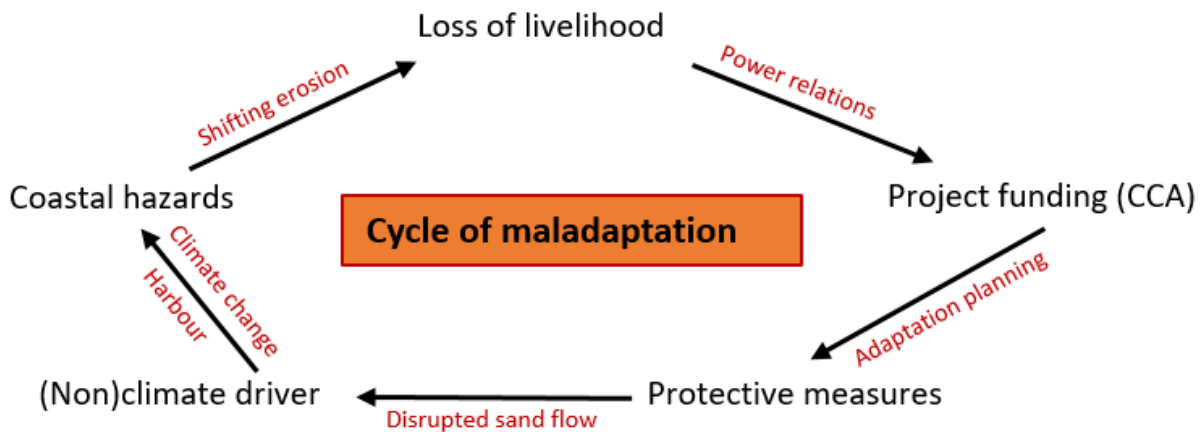 Loss of livelihood
Power relations
Shifting erosion
Coastal hazards
Project funding (CCA)
Cycle of maladaptation
Climate change
Harbour
Adaptation planning
(Non)climate driver
Protective measures
Disrupted sand flow